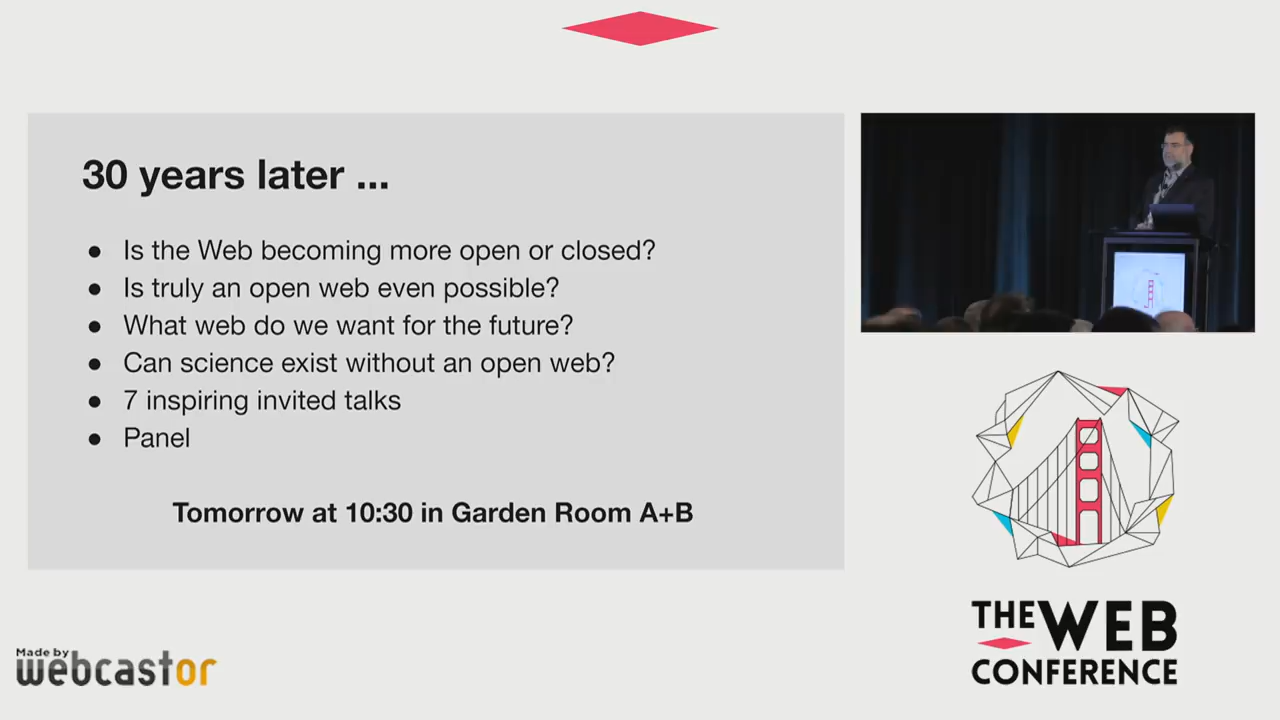 30 years later ...
● Is the Web becoming more open or closed?
● Is truly an open web even possible?
● What web do we want for the future?
● Can science exist without an open web?
● 7 inspiring invited talks
● Panel
Tomorrow at 10:30 in Garden Room A+B
THE WEB
CONFERENCE
Made by
webcastor